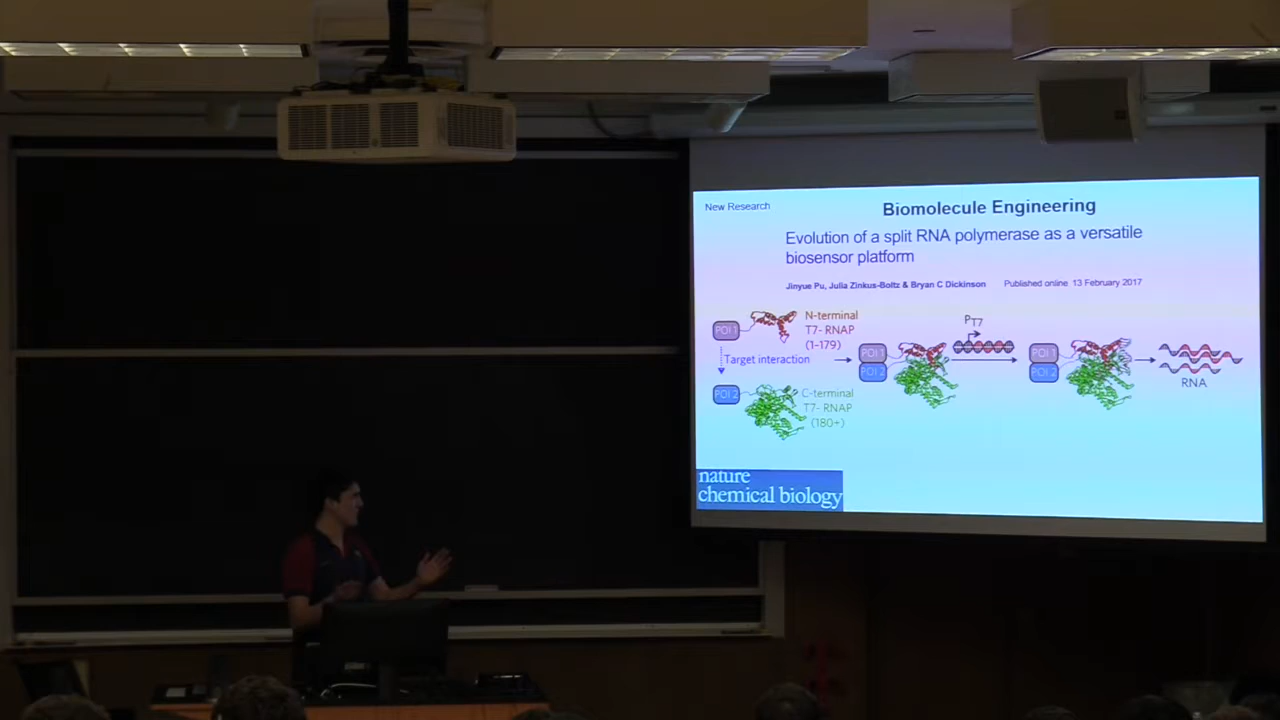 New Research
Biomolecule Engineering
Evolution of a split RNA polymerase as a versatile
biosensor platform
Jinyue Pu, Julia Zinkus-Boltz & Bryan C Dickinson Published online 13 February 2017
POI 1
N-terminal
T7- RNAP
(1-179)
Target interaction
POI 2
C-terminal
T7- RNAP
(180+)
POI 1
POI 2
PT7
POI 1
POI 2
RNA
nature
chemical biology